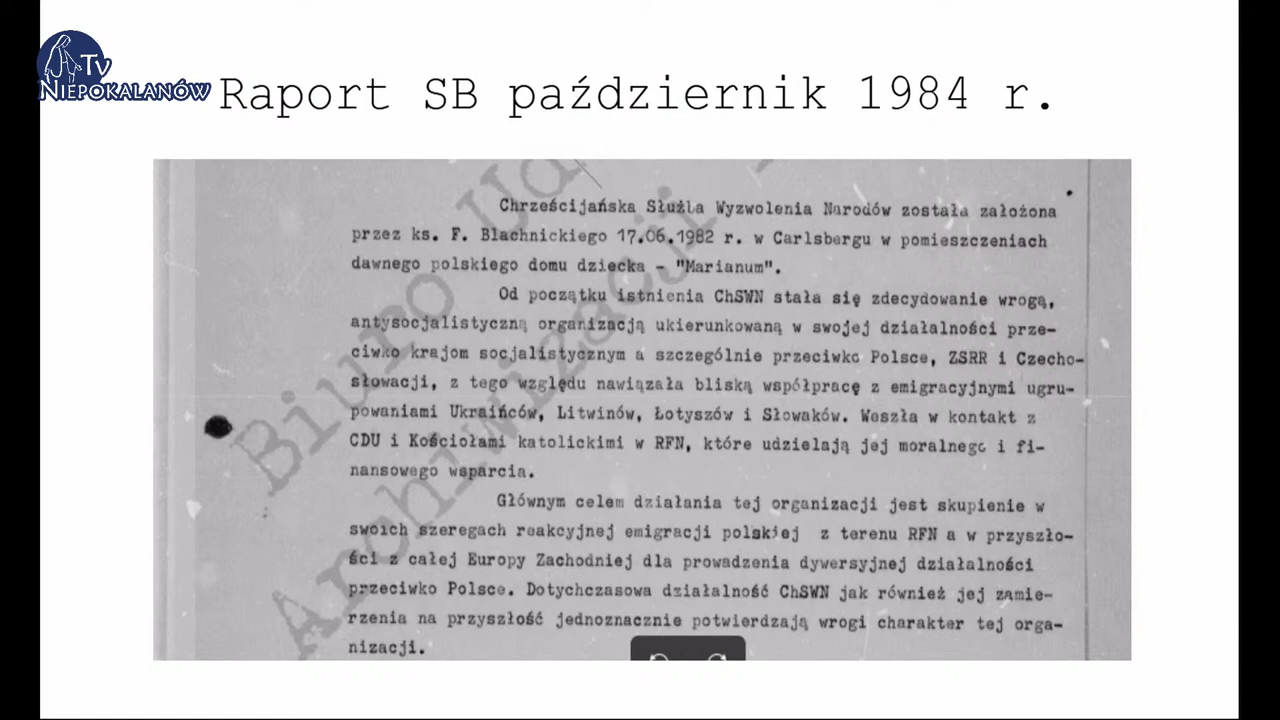 Tv
NIEPOKALANÓW
Raport SB październik 1984 r.
Chrześcijańska Służba Wyzwolenia Narodów została założona
przez ks. F. Blachnickiego 17.06.1982 r. w Carlsbergu w pomieszczeniach
dawnego polskiego domu dziecka - "Marianum".
Od początku istnienia ChSWN stała się zdecydowanie wrogą,
antysocjalistyczną organizacją ukierunkowaną w swojej działalności prze-
ciwko krajom socjalistycznym a szczególnie przeciwko Polsce, ZSRR i Czecho-
słowacji, z tego względu nawiązała bliską współpracę z emigracyjnymi ugru-
powaniami Ukraińców, Litwinów, Łotyszów i Słowaków. Weszła w kontakt z
CDU i Kościołami katolickimi w RFN, które udzielają jej moralnego i fi-
nansowego wsparcia.
Głównym celem działania tej organizacji jest skupienie w
swoich szeregach reakcyjnej emigracji polskiej z terenu RFN a w przyszło-
ści z całej Europy Zachodniej dla prowadzenia dywersyjnej działalności
przeciwko Polsce. Dotychczasowa działalność ChSWN jak również jej zamie-
rzenia na przyszłość jednoznacznie potwierdzają wrogi charakter tej orga-
nizacji.
Biuro
Archiwizacji